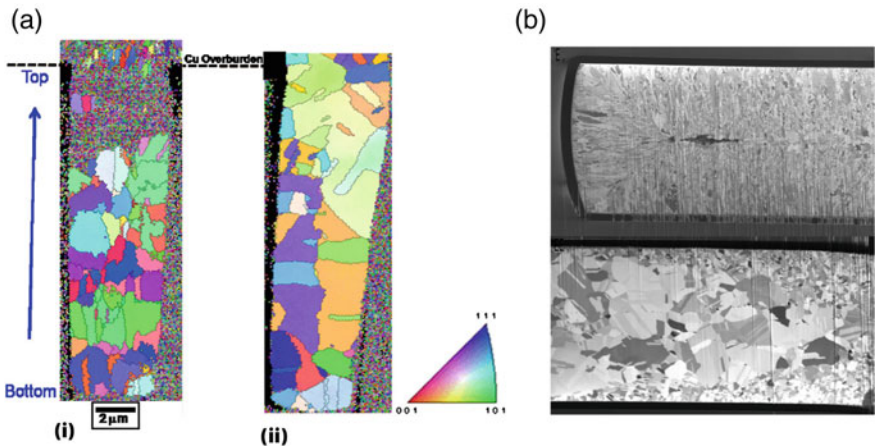 (a)
(b)
Cu Overburden
Top
Bottom
2μm
(i)
(ii)
111
001
101